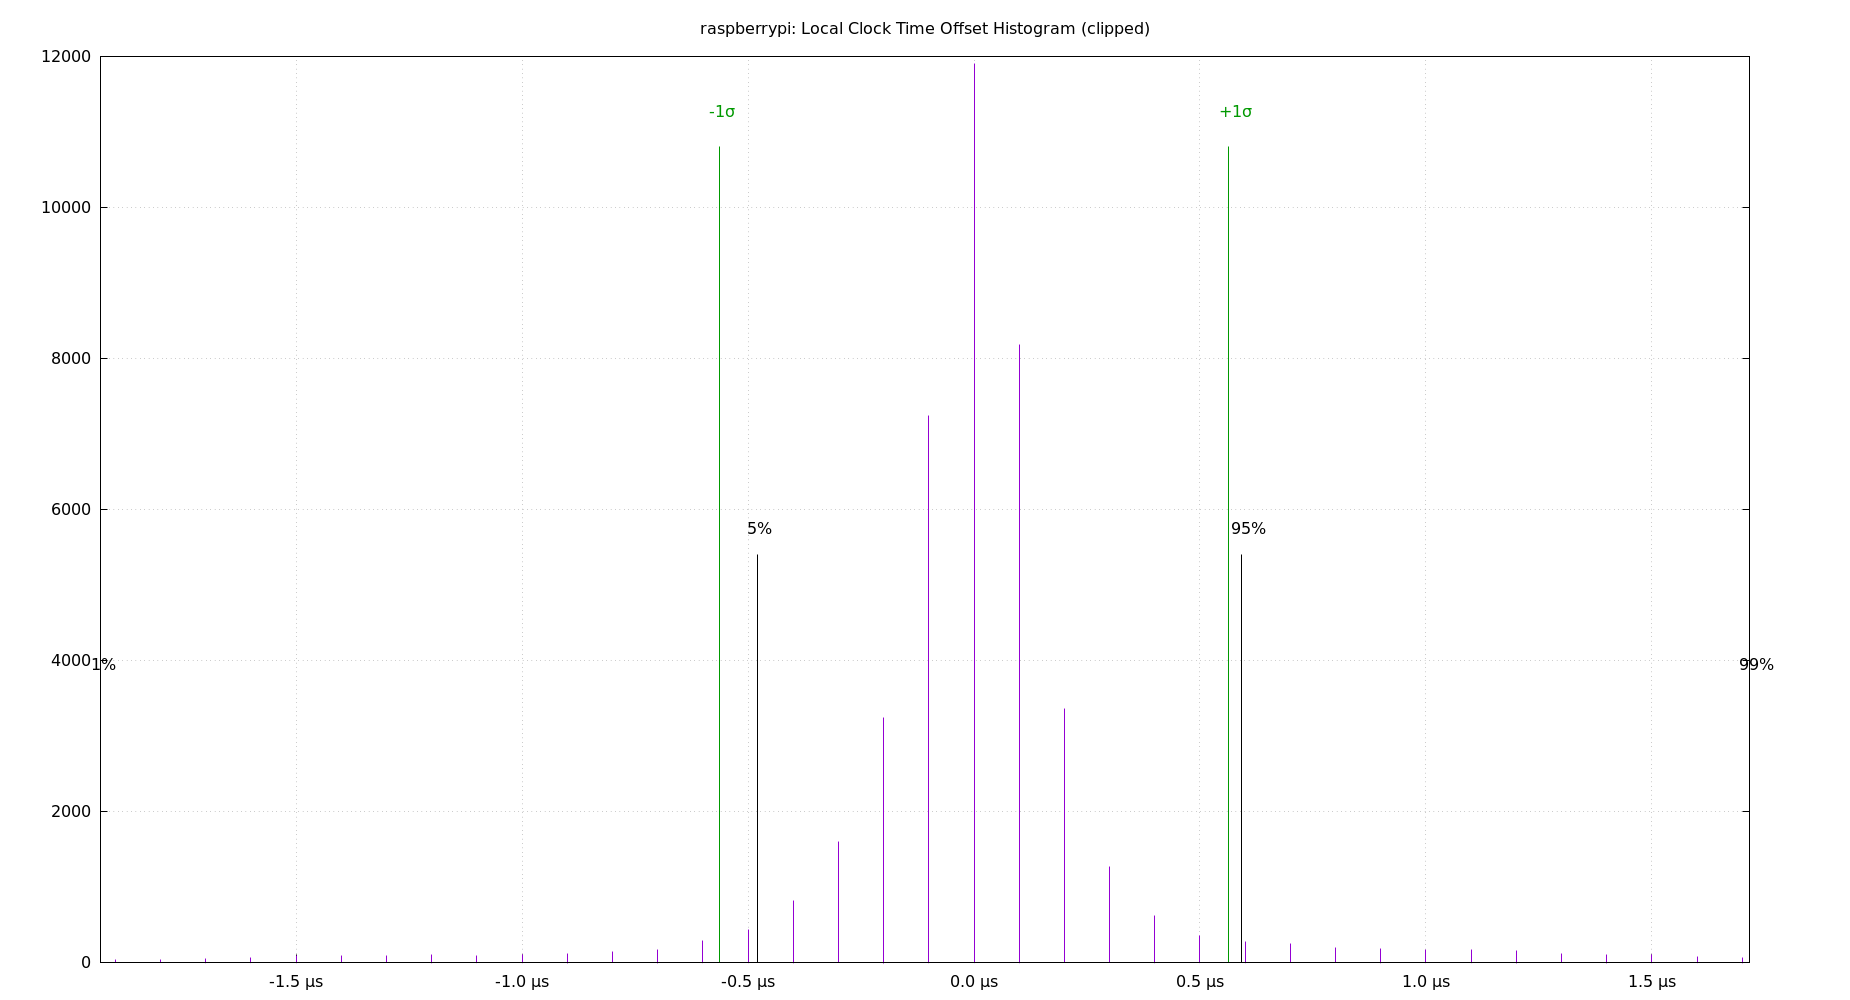 raspberrypi: Local Clock Time Offset Histogram (clipped)
12000
-1σ
+1σ
10000
8000
6000
5%
95%
4000
1%
99%
2000
0
-1.5 µs
-1.0 µs
-0.5 µs
0.0 µs
0.5 µs
1.0 µs
1.5 µs